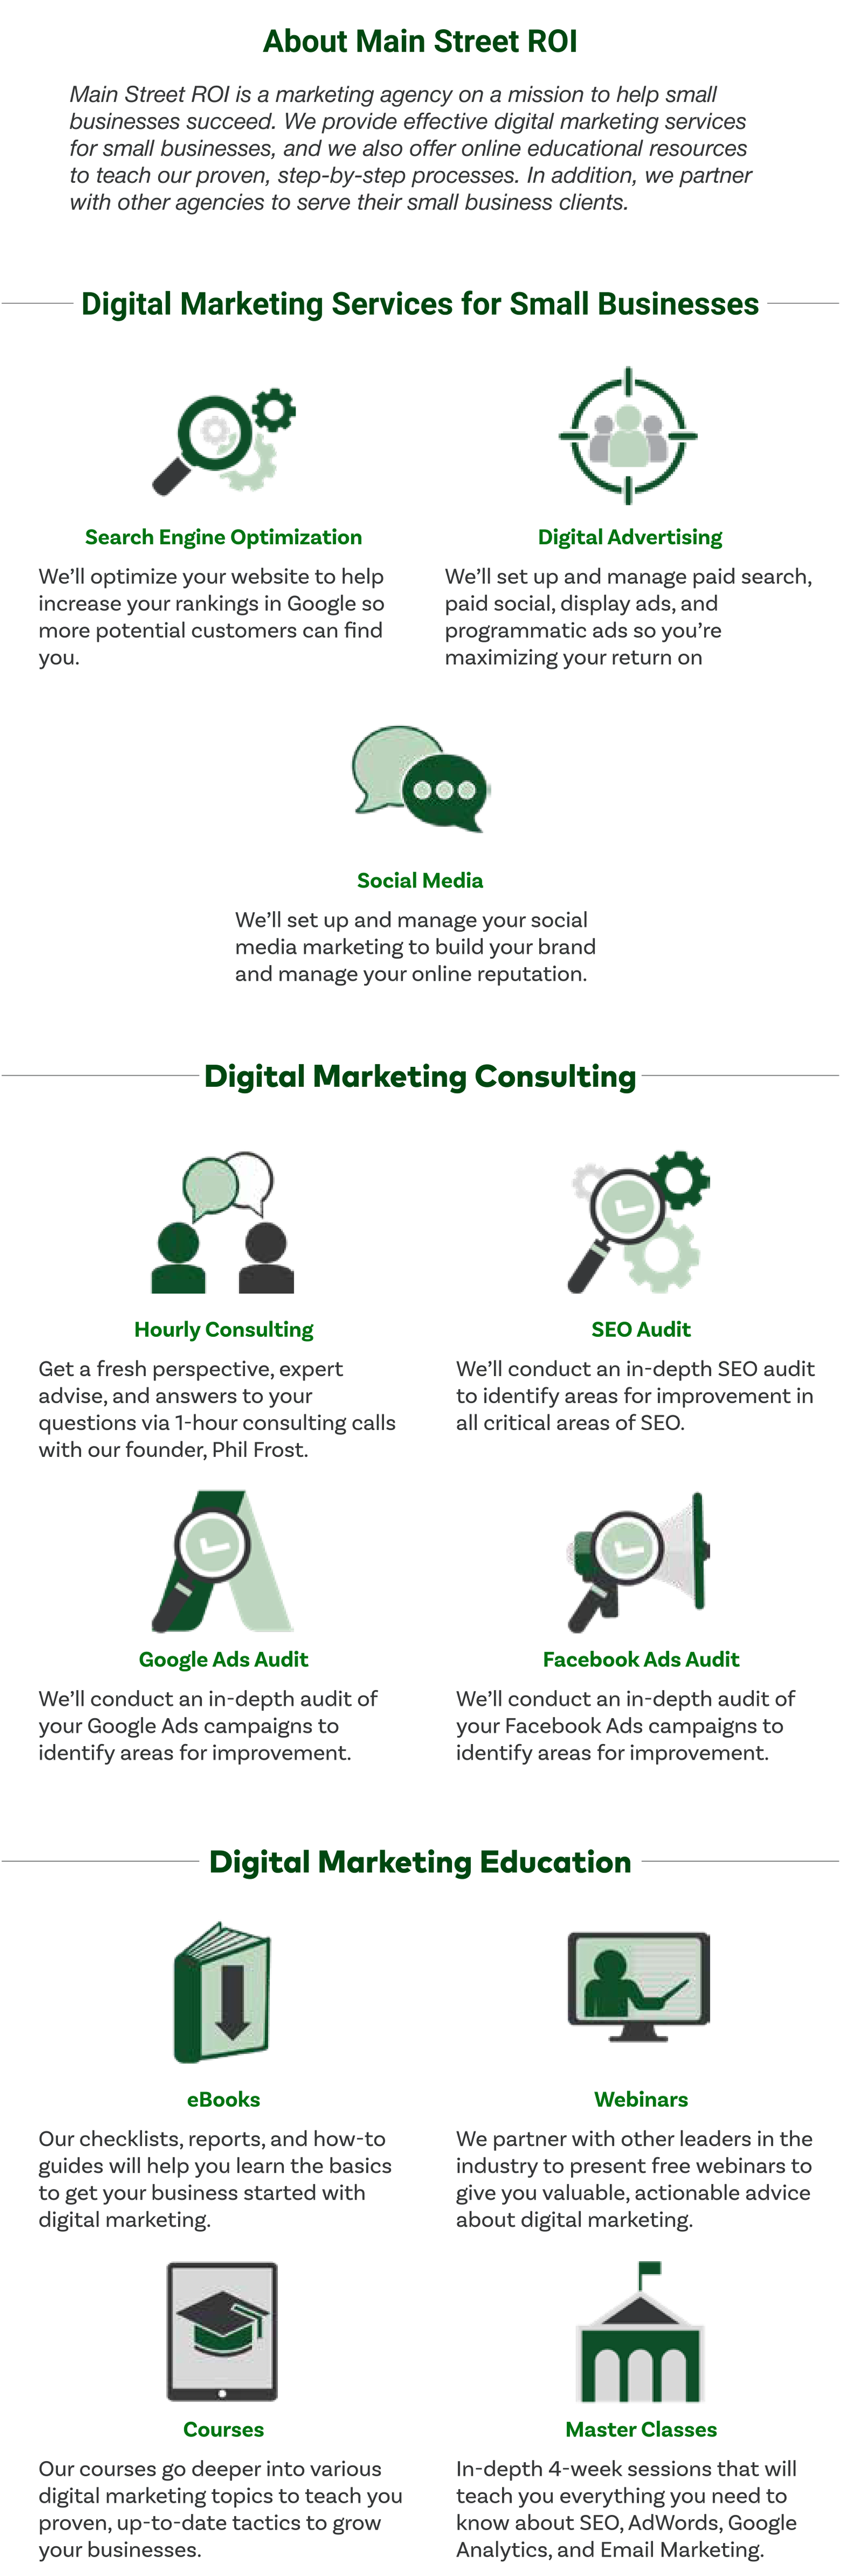 About Main Street ROI
Main Street ROI is a marketing agency on a mission to help small
businesses succeed. We provide effective digital marketing services
for small businesses, and we also offer online educational resources
to teach our proven, step-by-step processes. In addition, we partner
with other agencies to serve their small business clients.
Digital Marketing Services for Small Businesses
Search Engine Optimization
We'll optimize your website to help
increase your rankings in Google so
more potential customers can find
you.
Digital Advertising
We'll set up and manage paid search,
paid social, display ads, and
programmatic ads so you're
maximizing your return on
Social Media
We'll set up and manage your social
media marketing to build your brand
and manage your online reputation.
Digital Marketing Consulting
Hourly Consulting
Get a fresh perspective, expert
advise, and answers to your
questions via 1-hour consulting calls
with our founder, Phil Frost.
SEO Audit
We'll conduct an in-depth SEO audit
to identify areas for improvement in
all critical areas of SEO.
Google Ads Audit
We'll conduct an in-depth audit of
your Google Ads campaigns to
identify areas for improvement.
Facebook Ads Audit
We'll conduct an in-depth audit of
your Facebook Ads campaigns to
identify areas for improvement.
Digital Marketing Education
eBooks
Our checklists, reports, and how-to
guides will help you learn the basics
to get your business started with
digital marketing.
Webinars
We partner with other leaders in the
industry to present free webinars to
give you valuable, actionable advice
about digital marketing.
Courses
Our courses go deeper into various
digital marketing topics to teach you
proven, up-to-date tactics to grow
your businesses.
Master Classes
In-depth 4-week sessions that will
teach you everything you need to
know about SEO, AdWords, Google
Analytics, and Email Marketing.